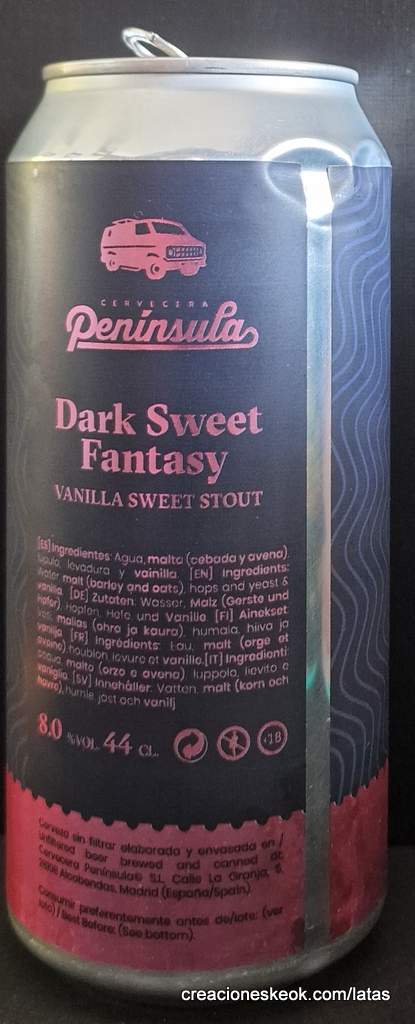 CERVECERA
Península
Dark Sweet
Fantasy
VANILLA SWEET STOUT
[ES] Ingredientes: Agua, malta (cebada y avena),
lúpulo, levadura y vainilla. [EN] Ingredients:
Water malt (barley and oats), hops and yeast &
vanilla. [DE] Zutaten: Wasser, Malz (Gerste und
Hafer), Hopfen, Hefe und Vanille [FI] Ainekset
vesi, mallas (ohra ja kaura), humala, hiiva ja
vanilja [FR] Ingrédients: Eau, malt (orge et
avoine) houblon, levure et vanille.[IT] Ingredienti:
acqua, malto (orzo e avena) luppolo, lievito e
vaniglia [SV] Innehåller: Vatten, malt (korn och
havre), humle, jäst och vanilj
8.0 %VOL. 44 CL. +18
Cerveza sin filtrar elaborada y envasada en /
Unfiltered beer brewed and canned at:
Cervecera Península® S.L. Calle La Granja, 6,
28108 Alcobendas, Madrid (España/Spain).
Consumir preferentemente antes de/lote: (ver
loto) / Best Before: (See bottom).
creacioneskeok.com/latas